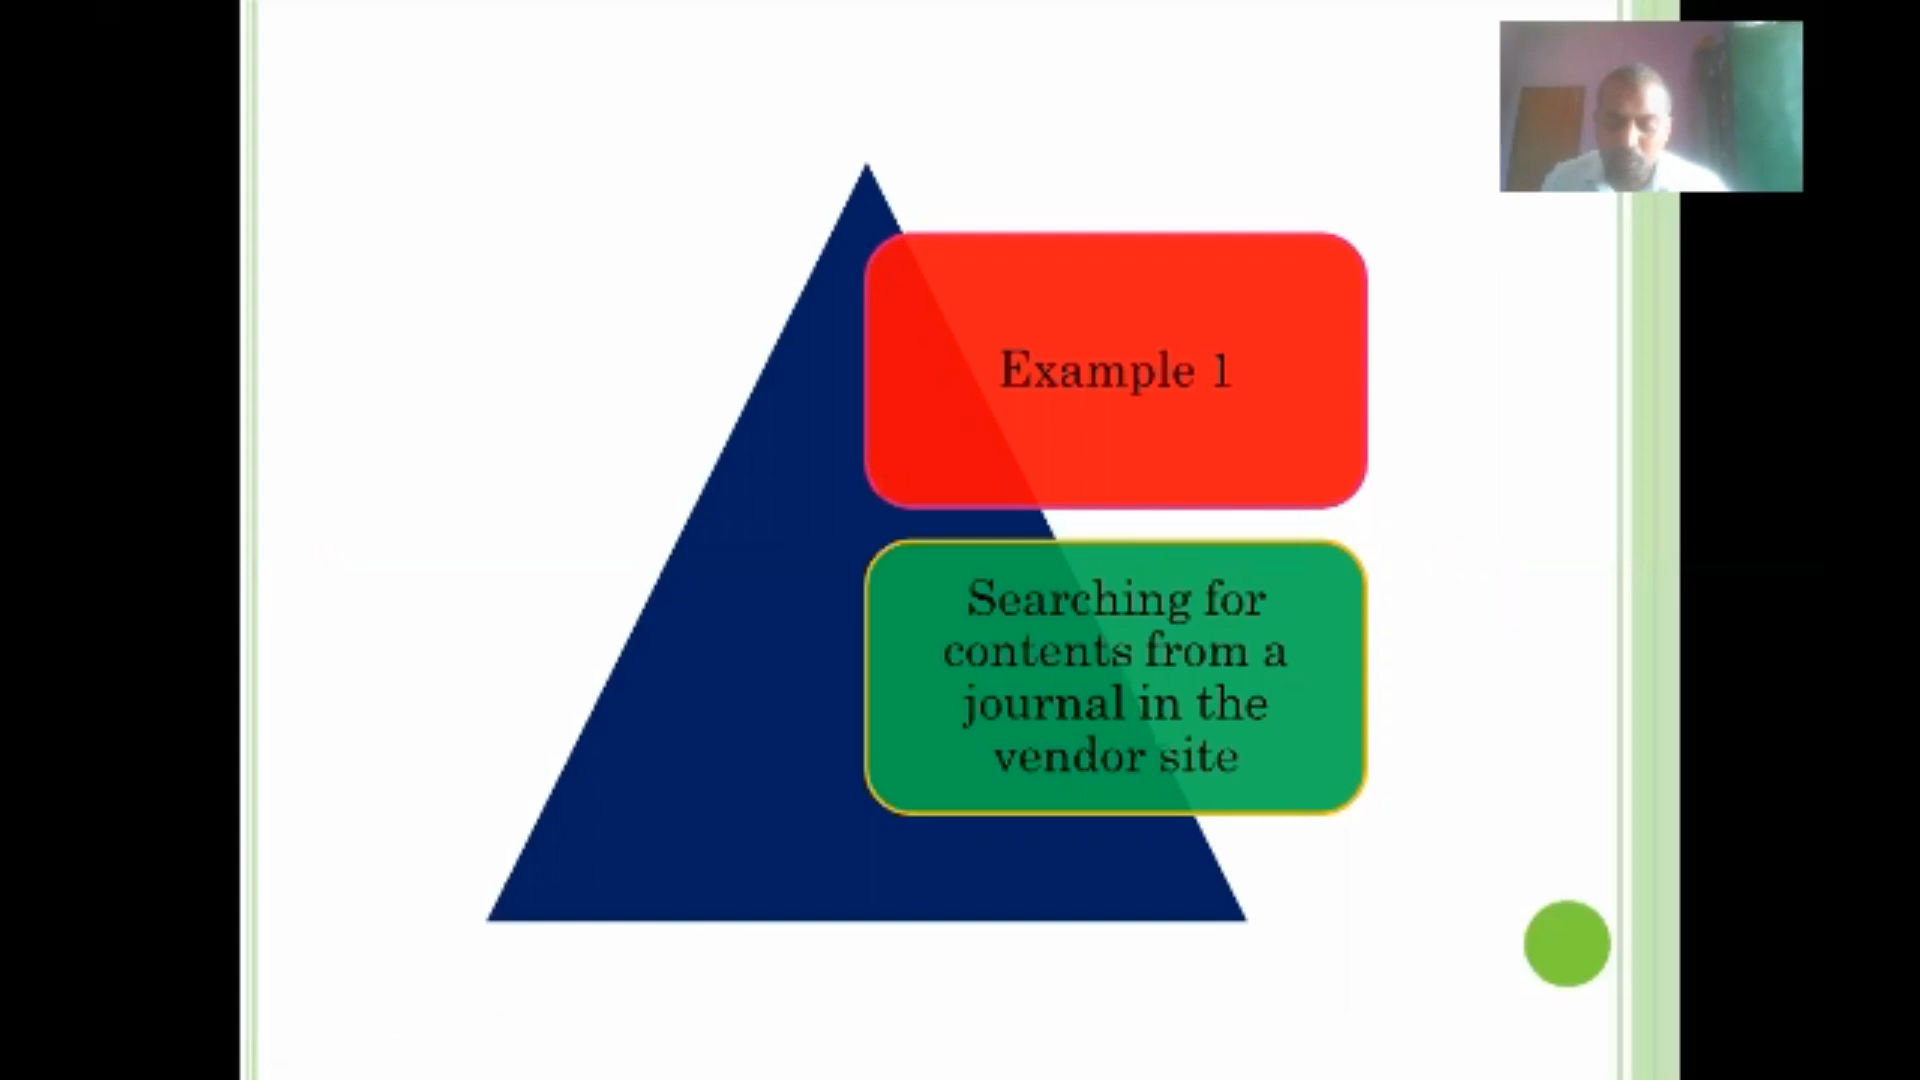 Example 1
Searching for
contents from a
journal in the
vendor site